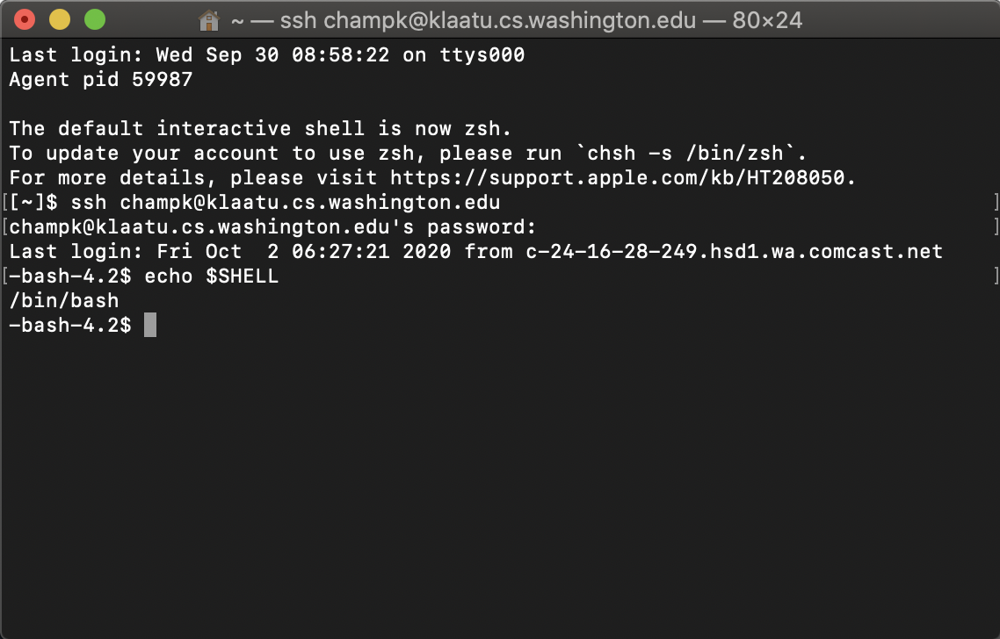 ~ — ssh champk@klaatu.cs.washington.edu — 80×24
Last login: Wed Sep 30 08:58:22 on ttys000
Agent pid 59987
The default interactive shell is now zsh.
To update your account to use zsh, please run `chsh -s /bin/zsh`.
For more details, please visit https://support.apple.com/kb/HT208050.
[[~]$ ssh champk@klaatu.cs.washington.edu ]
[champk@klaatu.cs.washington.edu's password: ]
Last login: Fri Oct  2 06:27:21 2020 from c-24-16-28-249.hsd1.wa.comcast.net
[-bash-4.2$ echo $SHELL ]
/bin/bash
-bash-4.2$